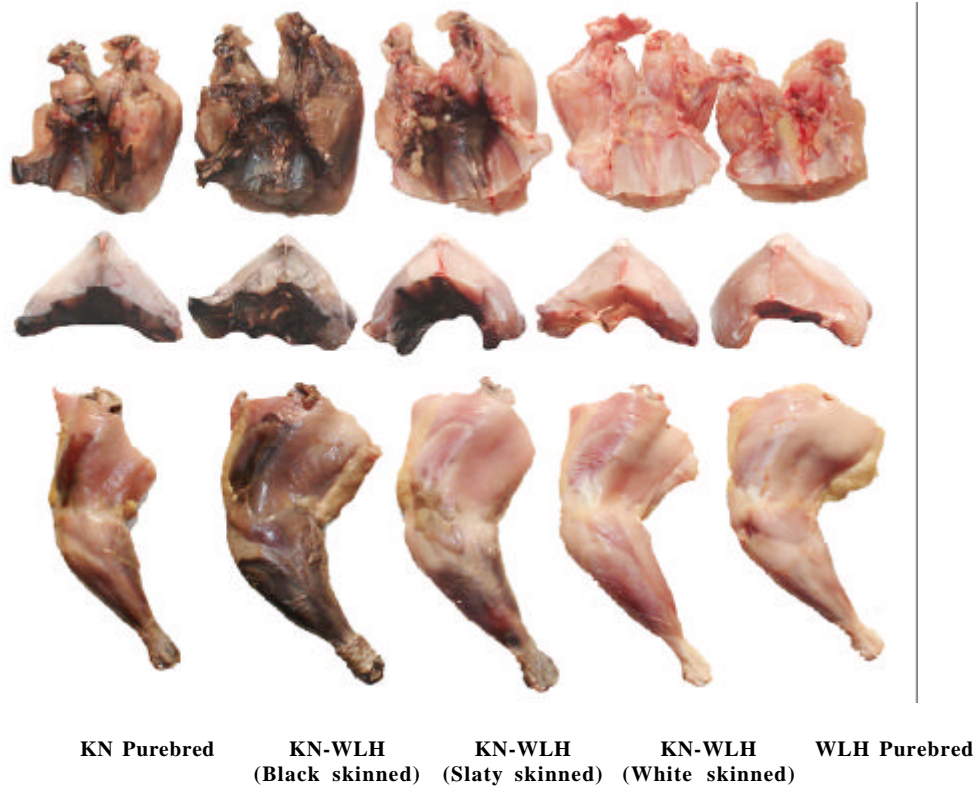 KN Purebred KN-WLH KN-WLH KN-WLH WLH Purebred
(Black skinned) (Slaty skinned) (White skinned)